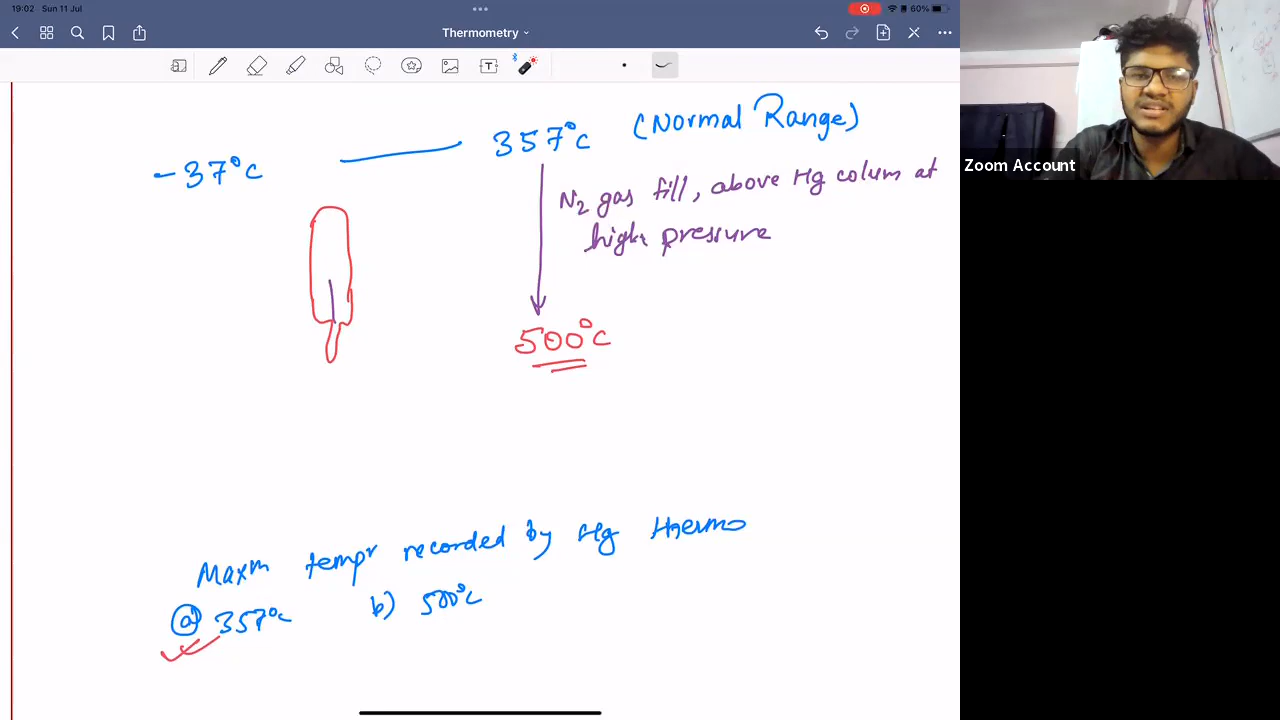 19:02 Sun 11 Jul
60%
Thermometry
-37°C
357°C (Normal Range)
N2 gas fill, above Hg colum at
high pressure
500°C
Maxm tempr recorded by Hg thermo
a 357°C b) 500°C
Zoom Account